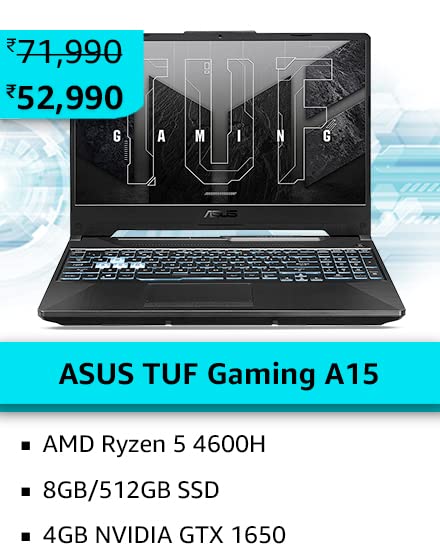 ₹71,990
₹52,990
TUF
GAMING
ASUS
ASUS TUF Gaming A15
▪ AMD Ryzen 5 4600H
▪ 8GB/512GB SSD
▪ 4GB NVIDIA GTX 1650